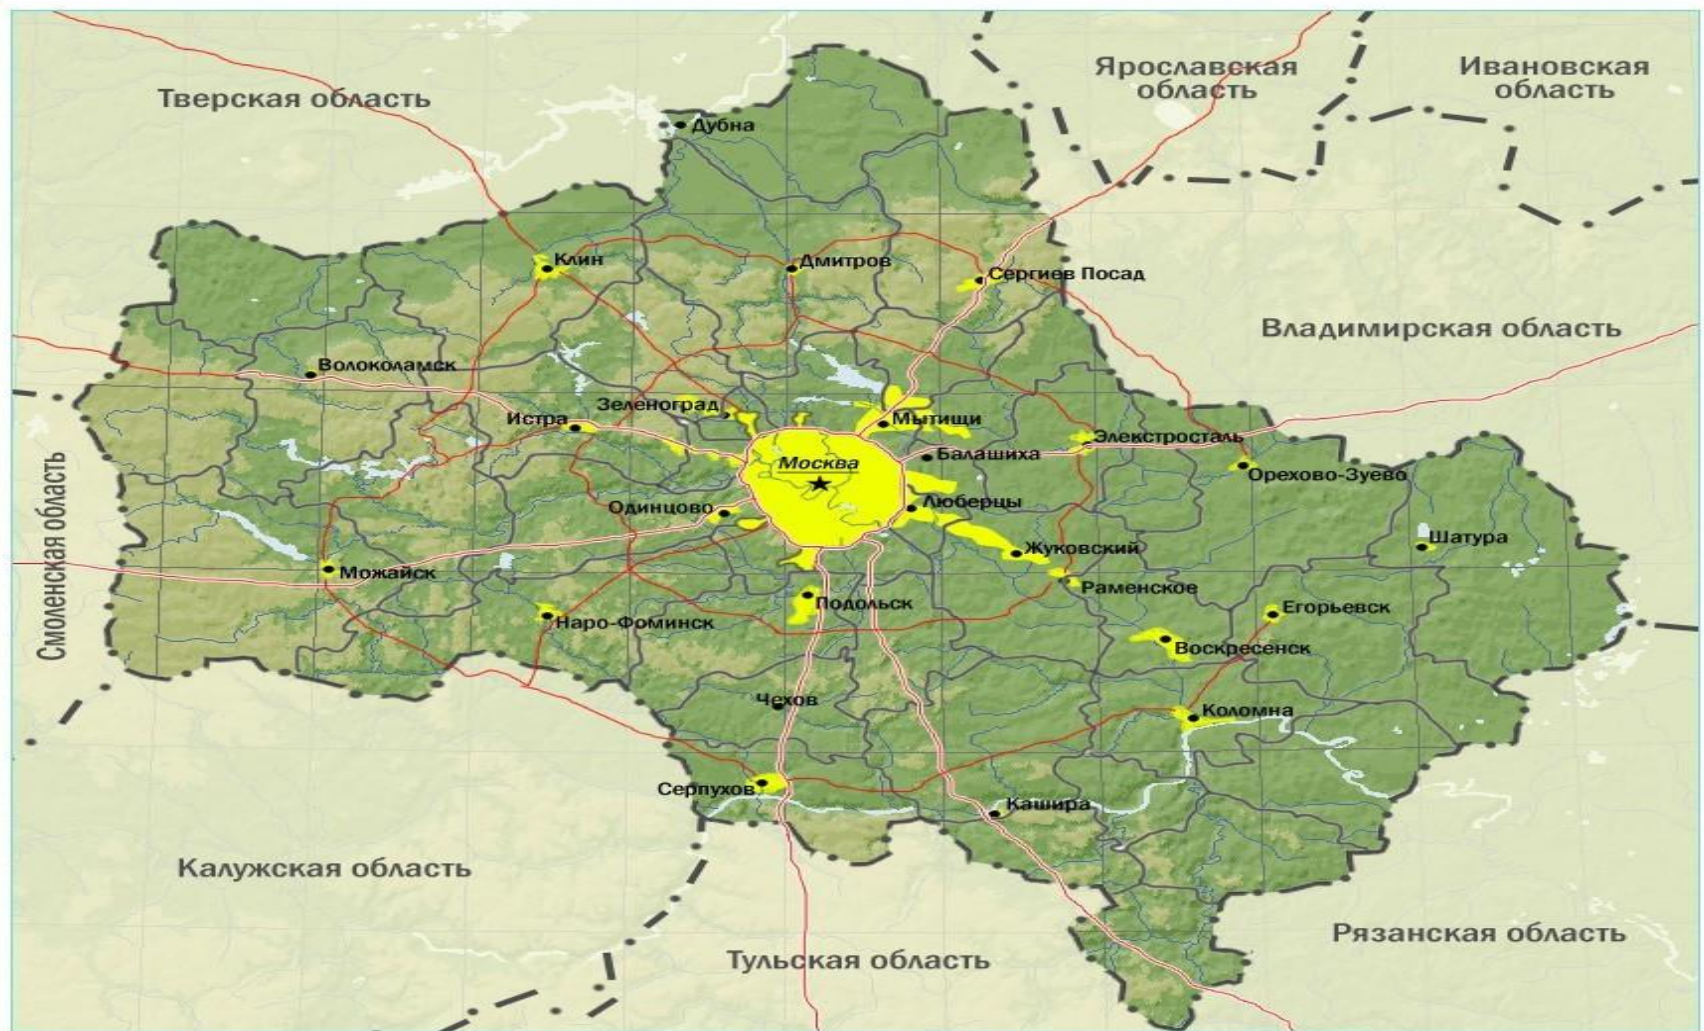 Ярославская
область
Ивановская
область
Тверская область
Дубна
Клин
Дмитров
Сергиев Посад
Владимирская область
Волоколамск
Зеленоград
Истра
Мытищи
Элекстросталь
Балашиха
Москва
Орехово-Зуево
Люберцы
Одинцово
Шатура
Жуковский
Смоленская область
Можайск
Раменское
Подольск
Егорьевск
Наро-Фоминск
Воскресенск
Чехов
Коломна
Серпухов
Кашира
Калужская область
Рязанская область
Тульская область